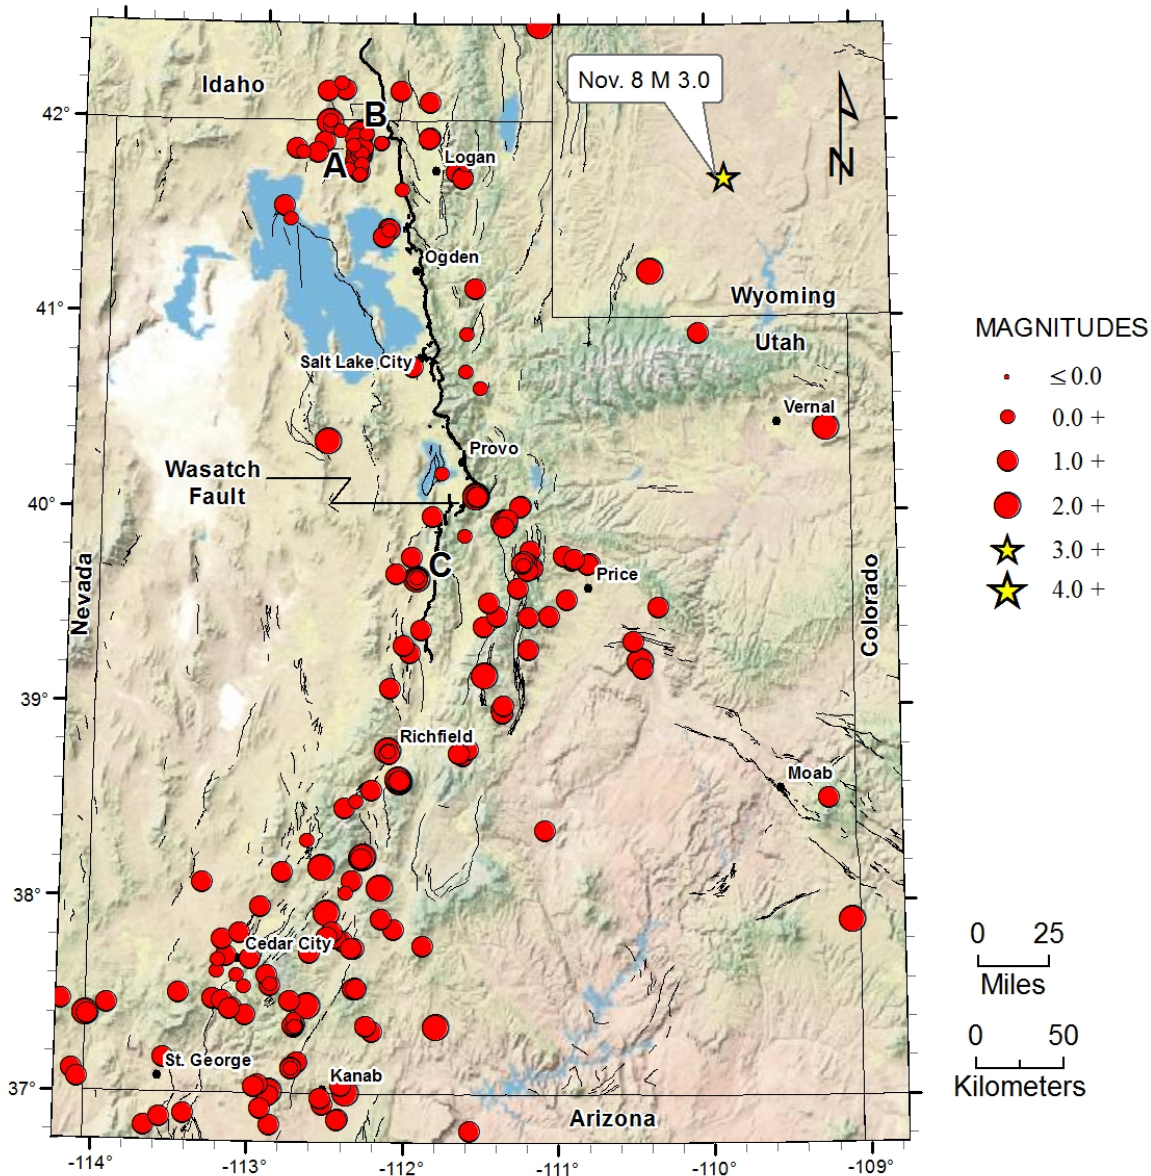 Nov. 8 M 3.0
Idaho
42°
B
A
Logan
N
Ogden
Wyoming
41°
Utah
Salt Lake City
Vernal
Provo
Wasatch
Fault
40°
C
Price
Nevada
Colorado
39°
Richfield
Moab
38°
Cedar City
St. George
Kanab
37°
Arizona
-114°
-113°
-112°
-111°
-110°
-109°
MAGNITUDES
≤ 0.0
0.0 +
1.0 +
2.0 +
3.0 +
4.0 +
0 25
Miles
0 50
Kilometers